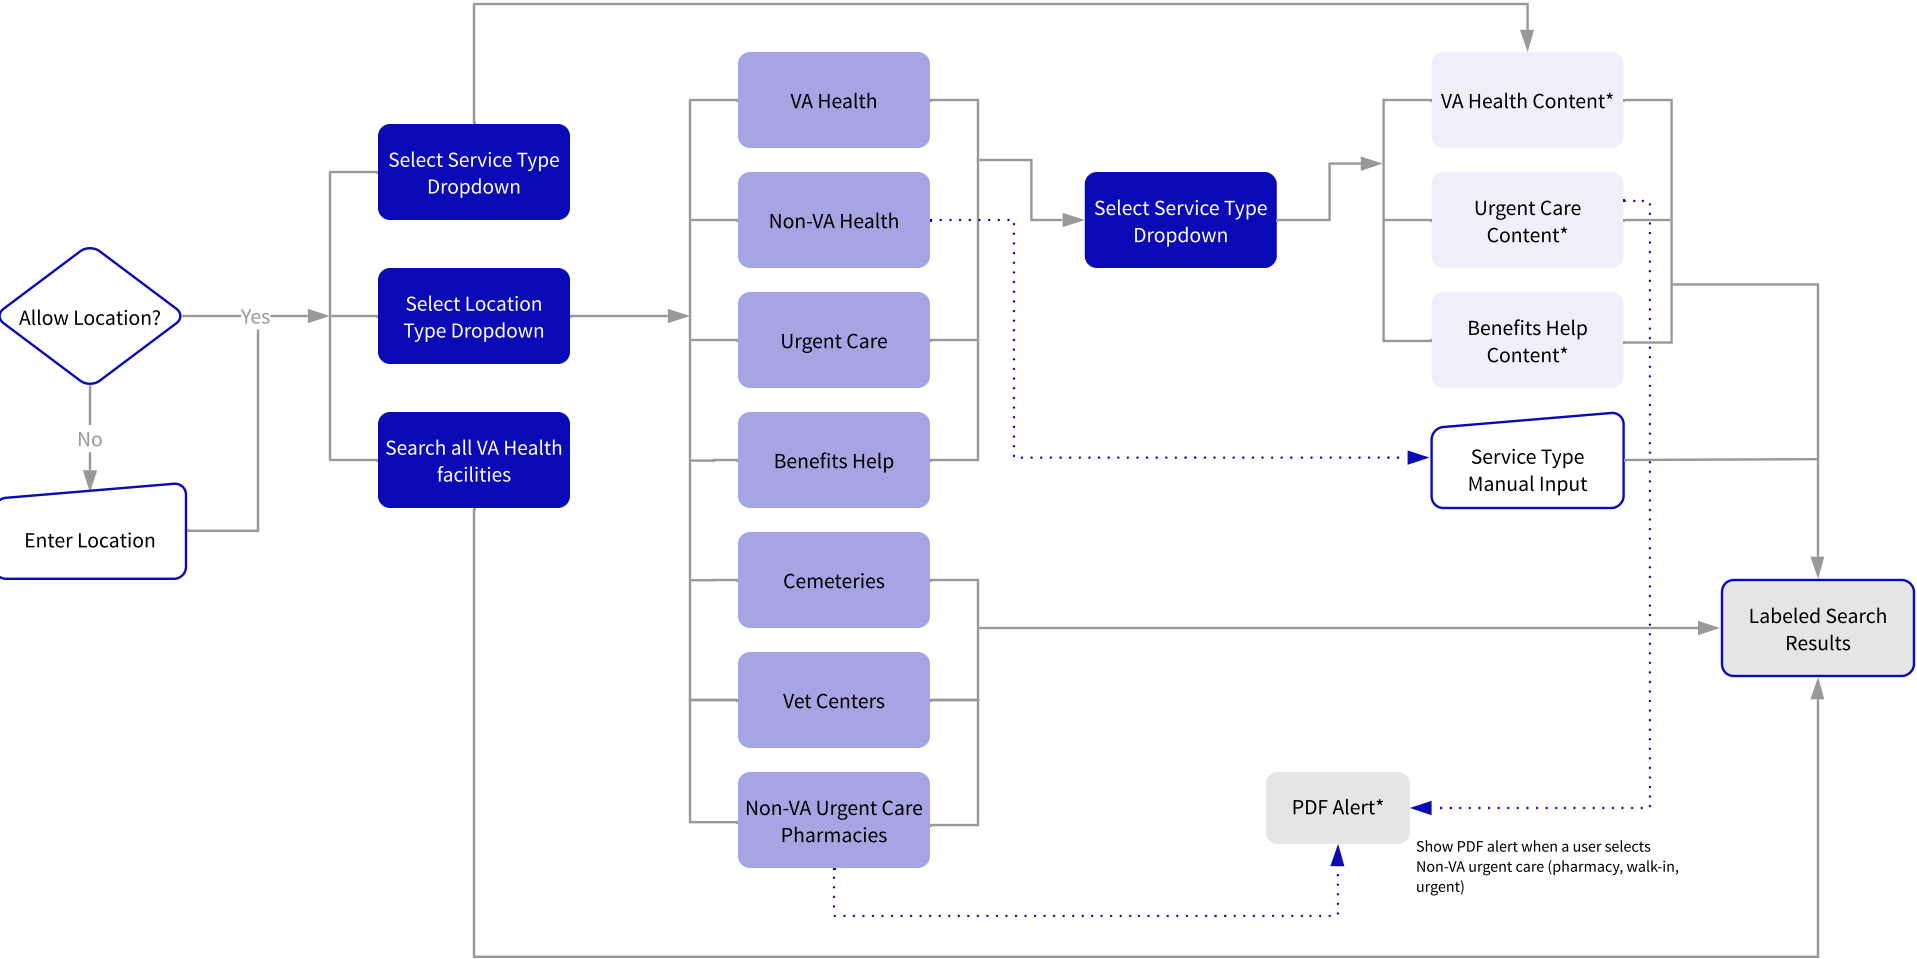 Allow Location?
Yes
No
Enter Location
Select Service Type
Dropdown
Select Location
Type Dropdown
Search all VA Health
facilities
VA Health
Non-VA Health
Urgent Care
Benefits Help
Cemeteries
Vet Centers
Non-VA Urgent Care
Pharmacies
Select Service Type
Dropdown
VA Health Content*
Urgent Care
Content*
Benefits Help
Content*
Service Type
Manual Input
Labeled Search
Results
PDF Alert*
Show PDF alert when a user selects
Non-VA urgent care (pharmacy, walk-in,
urgent)